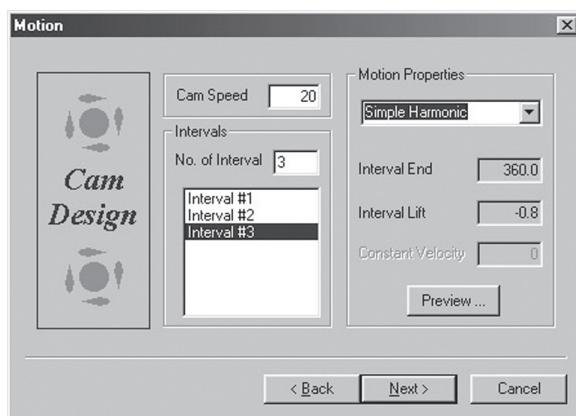 Motion
Cam
Design
Cam Speed 20
Intervals
No. of Interval 3
Interval #1
Interval #2
Interval #3
Motion Properties
Simple Harmonic
Interval End 360.0
Interval Lift -0.8
Constant Velocity 0
Preview ...
< Back
Next >
Cancel